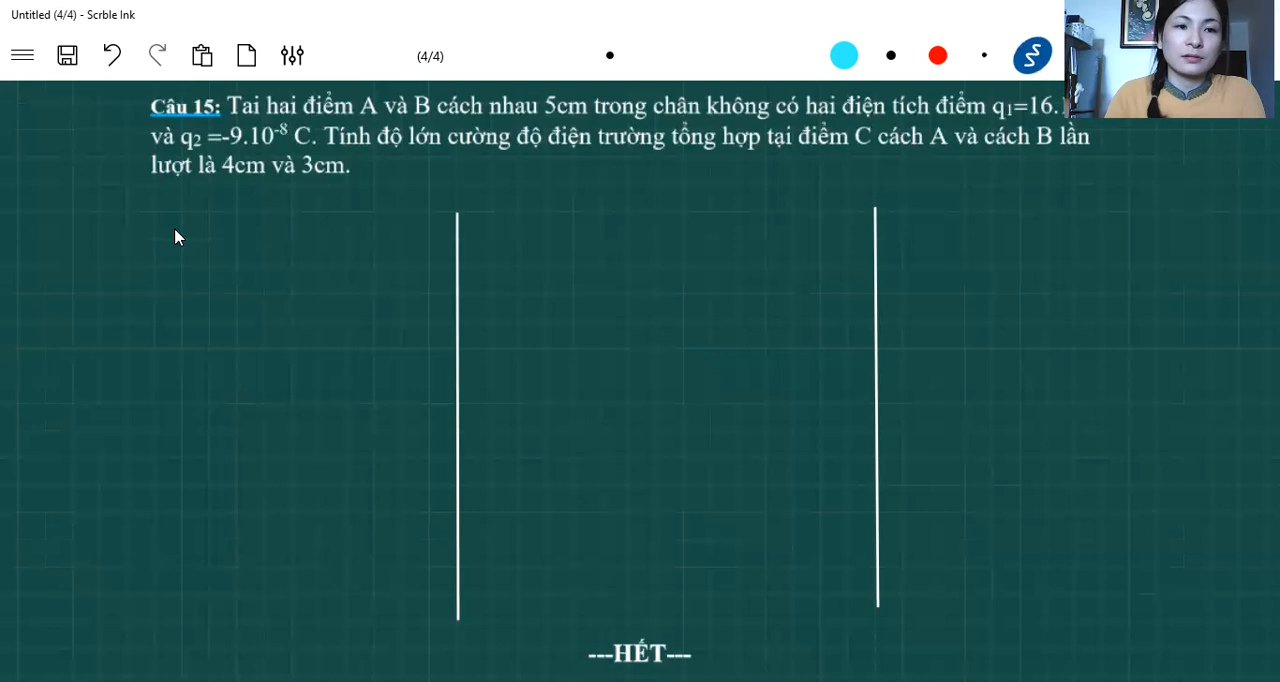 Untitled (4/4) - Scrble Ink
(4/4)
Câu 15: Tai hai điểm A và B cách nhau 5cm trong chân không có hai điện tích điểm q₁=16.
và q₂ =-9.10⁻⁸ C. Tính độ lớn cường độ điện trường tổng hợp tại điểm C cách A và cách B lần
lượt là 4cm và 3cm.
---HẾT---